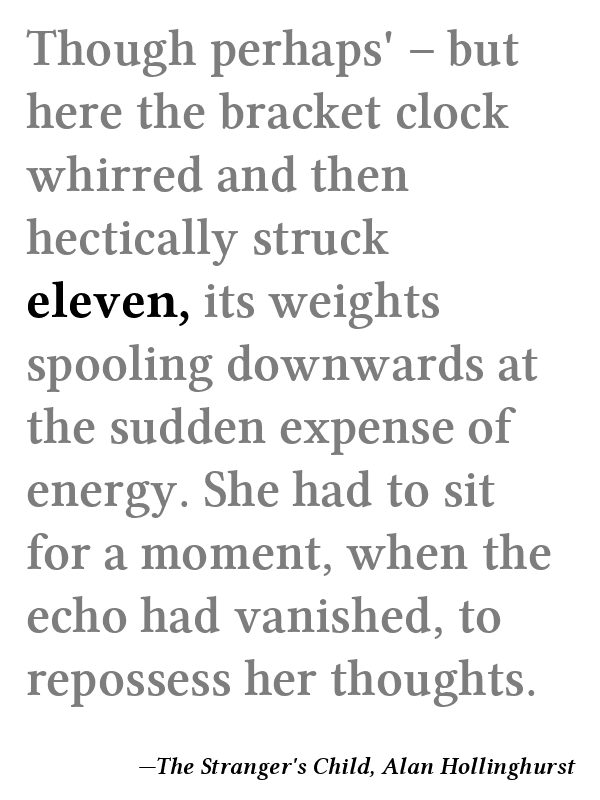 Though perhaps' – but
here the bracket clock
whirred and then
hectically struck
eleven, its weights
spooling downwards at
the sudden expense of
energy. She had to sit
for a moment, when the
echo had vanished, to
repossess her thoughts.
—The Stranger's Child, Alan Hollinghurst